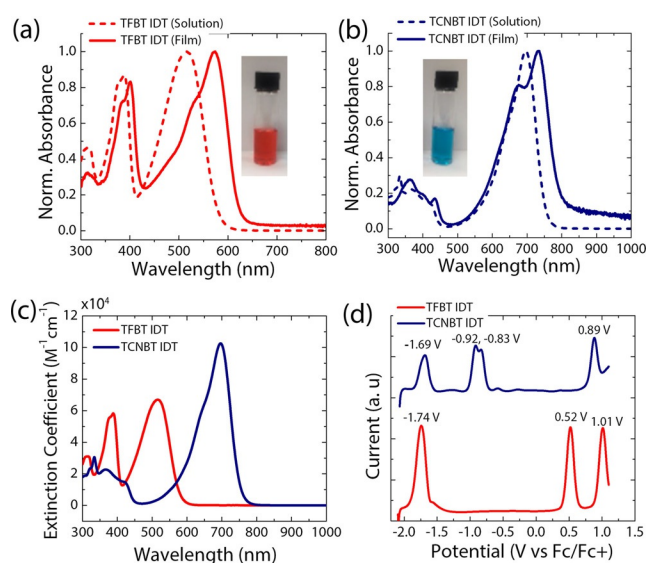 (a)
TFBT IDT (Solution)
TFBT IDT (Film)
Norm. Absorbance
1.0
0.8
0.6
0.4
0.2
0.0
300 400 500 600 700 800
Wavelength (nm)
(b)
TCNBT IDT (Solution)
TCNBT IDT (Film)
Norm. Absorbance
1.0
0.8
0.6
0.4
0.2
0.0
300 400 500 600 700 800 900 1000
Wavelength (nm)
(c)
x10⁴
TFBT IDT
TCNBT IDT
Extinction Coefficient (M⁻¹cm⁻¹)
12
10
8
6
4
2
0
300 400 500 600 700 800 900 1000
Wavelength (nm)
(d)
TFBT IDT
TCNBT IDT
-1.69 V
-0.92, -0.83V
0.89 V
-1.74 V
0.52 V
1.01 V
Current (a. u)
-2.0 -1.5 -1.0 -0.5 0.0 0.5 1.0 1.5
Potential (V vs Fc/Fc+)